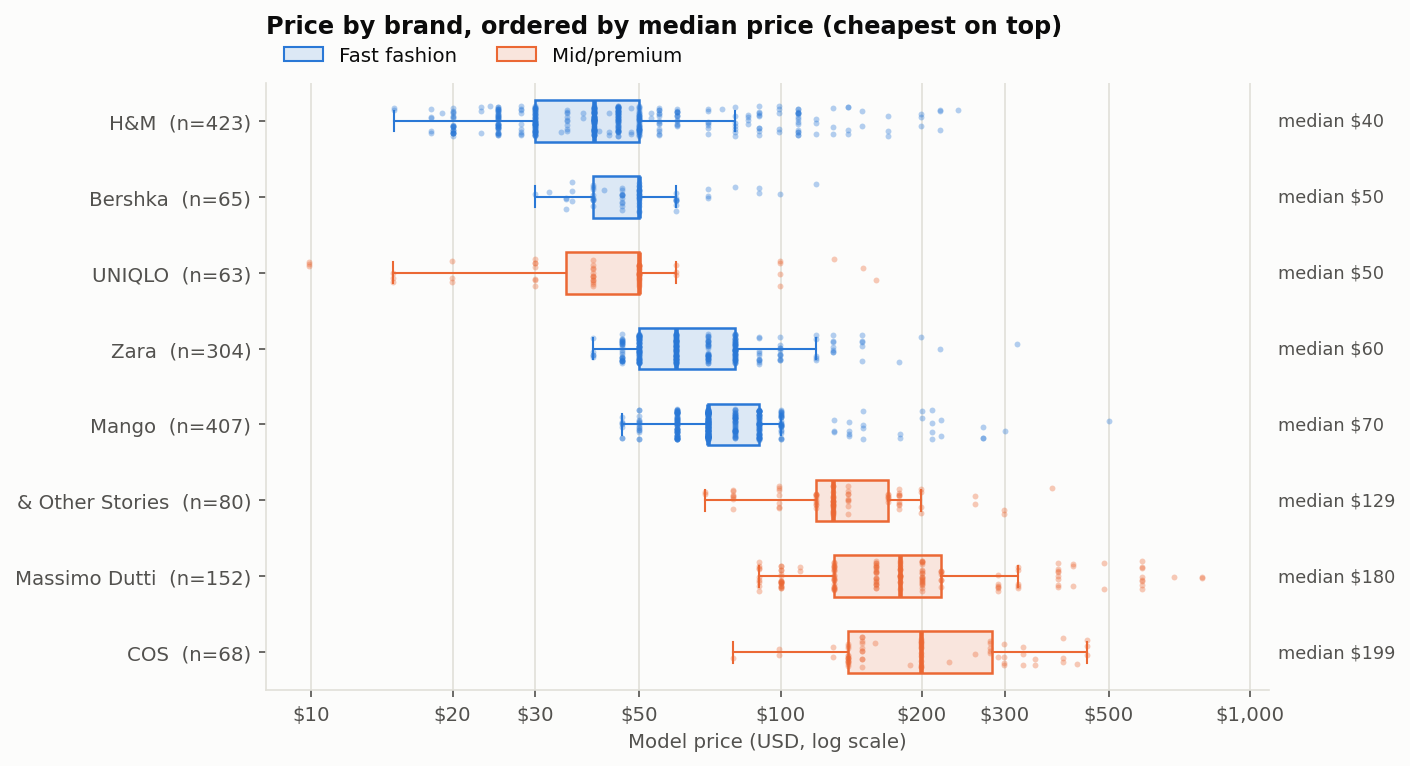 Price by brand, ordered by median price (cheapest on top)
Fast fashion Mid/premium
H&M (n=423) median $40
Bershka (n=65) median $50
UNIQLO (n=63) median $50
Zara (n=304) median $60
Mango (n=407) median $70
& Other Stories (n=80) median $129
Massimo Dutti (n=152) median $180
COS (n=68) median $199
$10 $20 $30 $50 $100 $200 $300 $500 $1,000
Model price (USD, log scale)